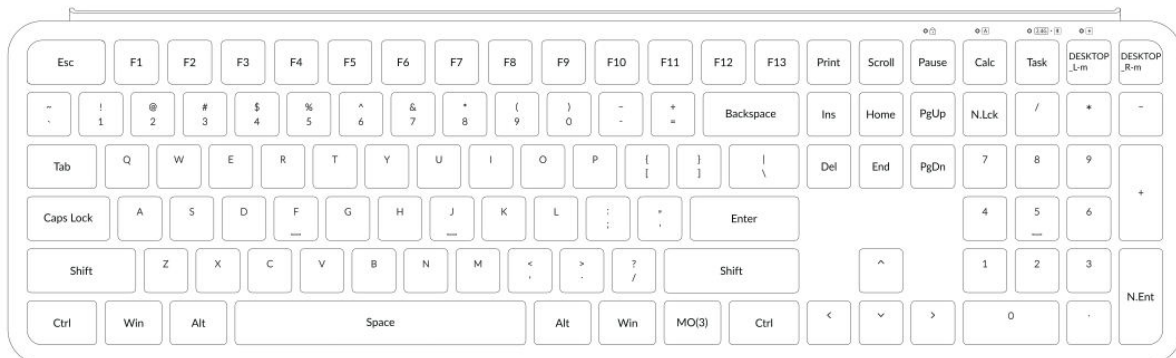 Esc F1 F2 F3 F4 F5 F6 F7 F8 F9 F10 F11 F12 F13 Print Scroll Pause Calc Task DESKTOP_L-m DESKTOP_R-m
~ ! @ # $ % ^ & * ( ) - +
` 1 2 3 4 5 6 7 8 9 0 - = Backspace Ins Home PgUp N.Lck / * -
Tab Q W E R T Y U I O P { } |
[ ] \ Del End PgDn 7 8 9 +
Caps Lock A S D F G H J K L : "
; ' Enter 4 5 6
Shift Z X C V B N M < > ?
, . / Shift ^ 1 2 3 N.Ent
Ctrl Win Alt Space Alt Win MO(3) Ctrl < ⌄ > 0 .